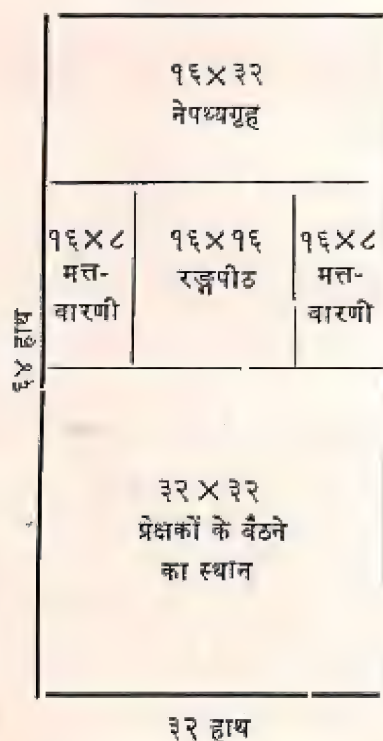 १६×३२
नेपथ्यगृह
१६×८
मत्त-
वारणी
१६×१६
रङ्गपीठ
१६×८
मत्त-
वारणी
६४ हाथ
३२×३२
प्रेक्षकों के बैठने
का स्थान
३२ हाथ